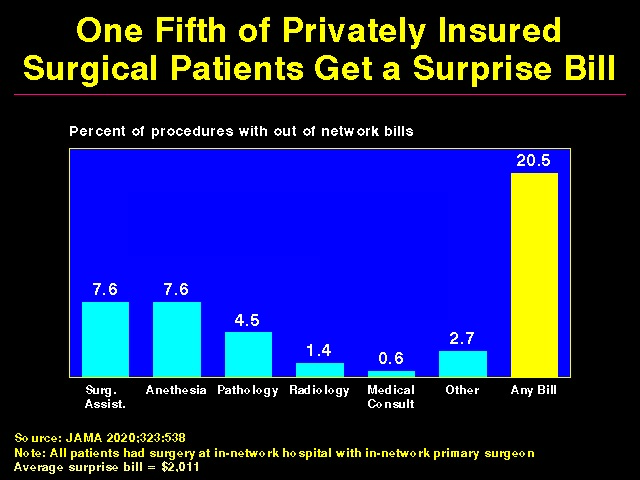 One Fifth of Privately Insured
Surgical Patients Get a Surprise Bill
Percent of procedures with out of network bills
20.5
7.6
7.6
4.5
1.4
0.6
2.7
Surg.
Assist.
Anethesia
Pathology
Radiology
Medical
Consult
Other
Any Bill
Source: JAMA 2020;323:538
Note: All patients had surgery at in-network hospital with in-network primary surgeon
Average surprise bill = $2,011